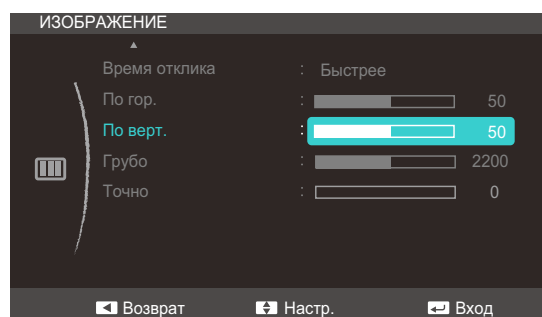 ИЗОБРАЖЕНИЕ
Время отклика : Быстрее
По гор. : 50
По верт. : 50
Грубо : 2200
Точно : 0
Возврат Настр. Вход